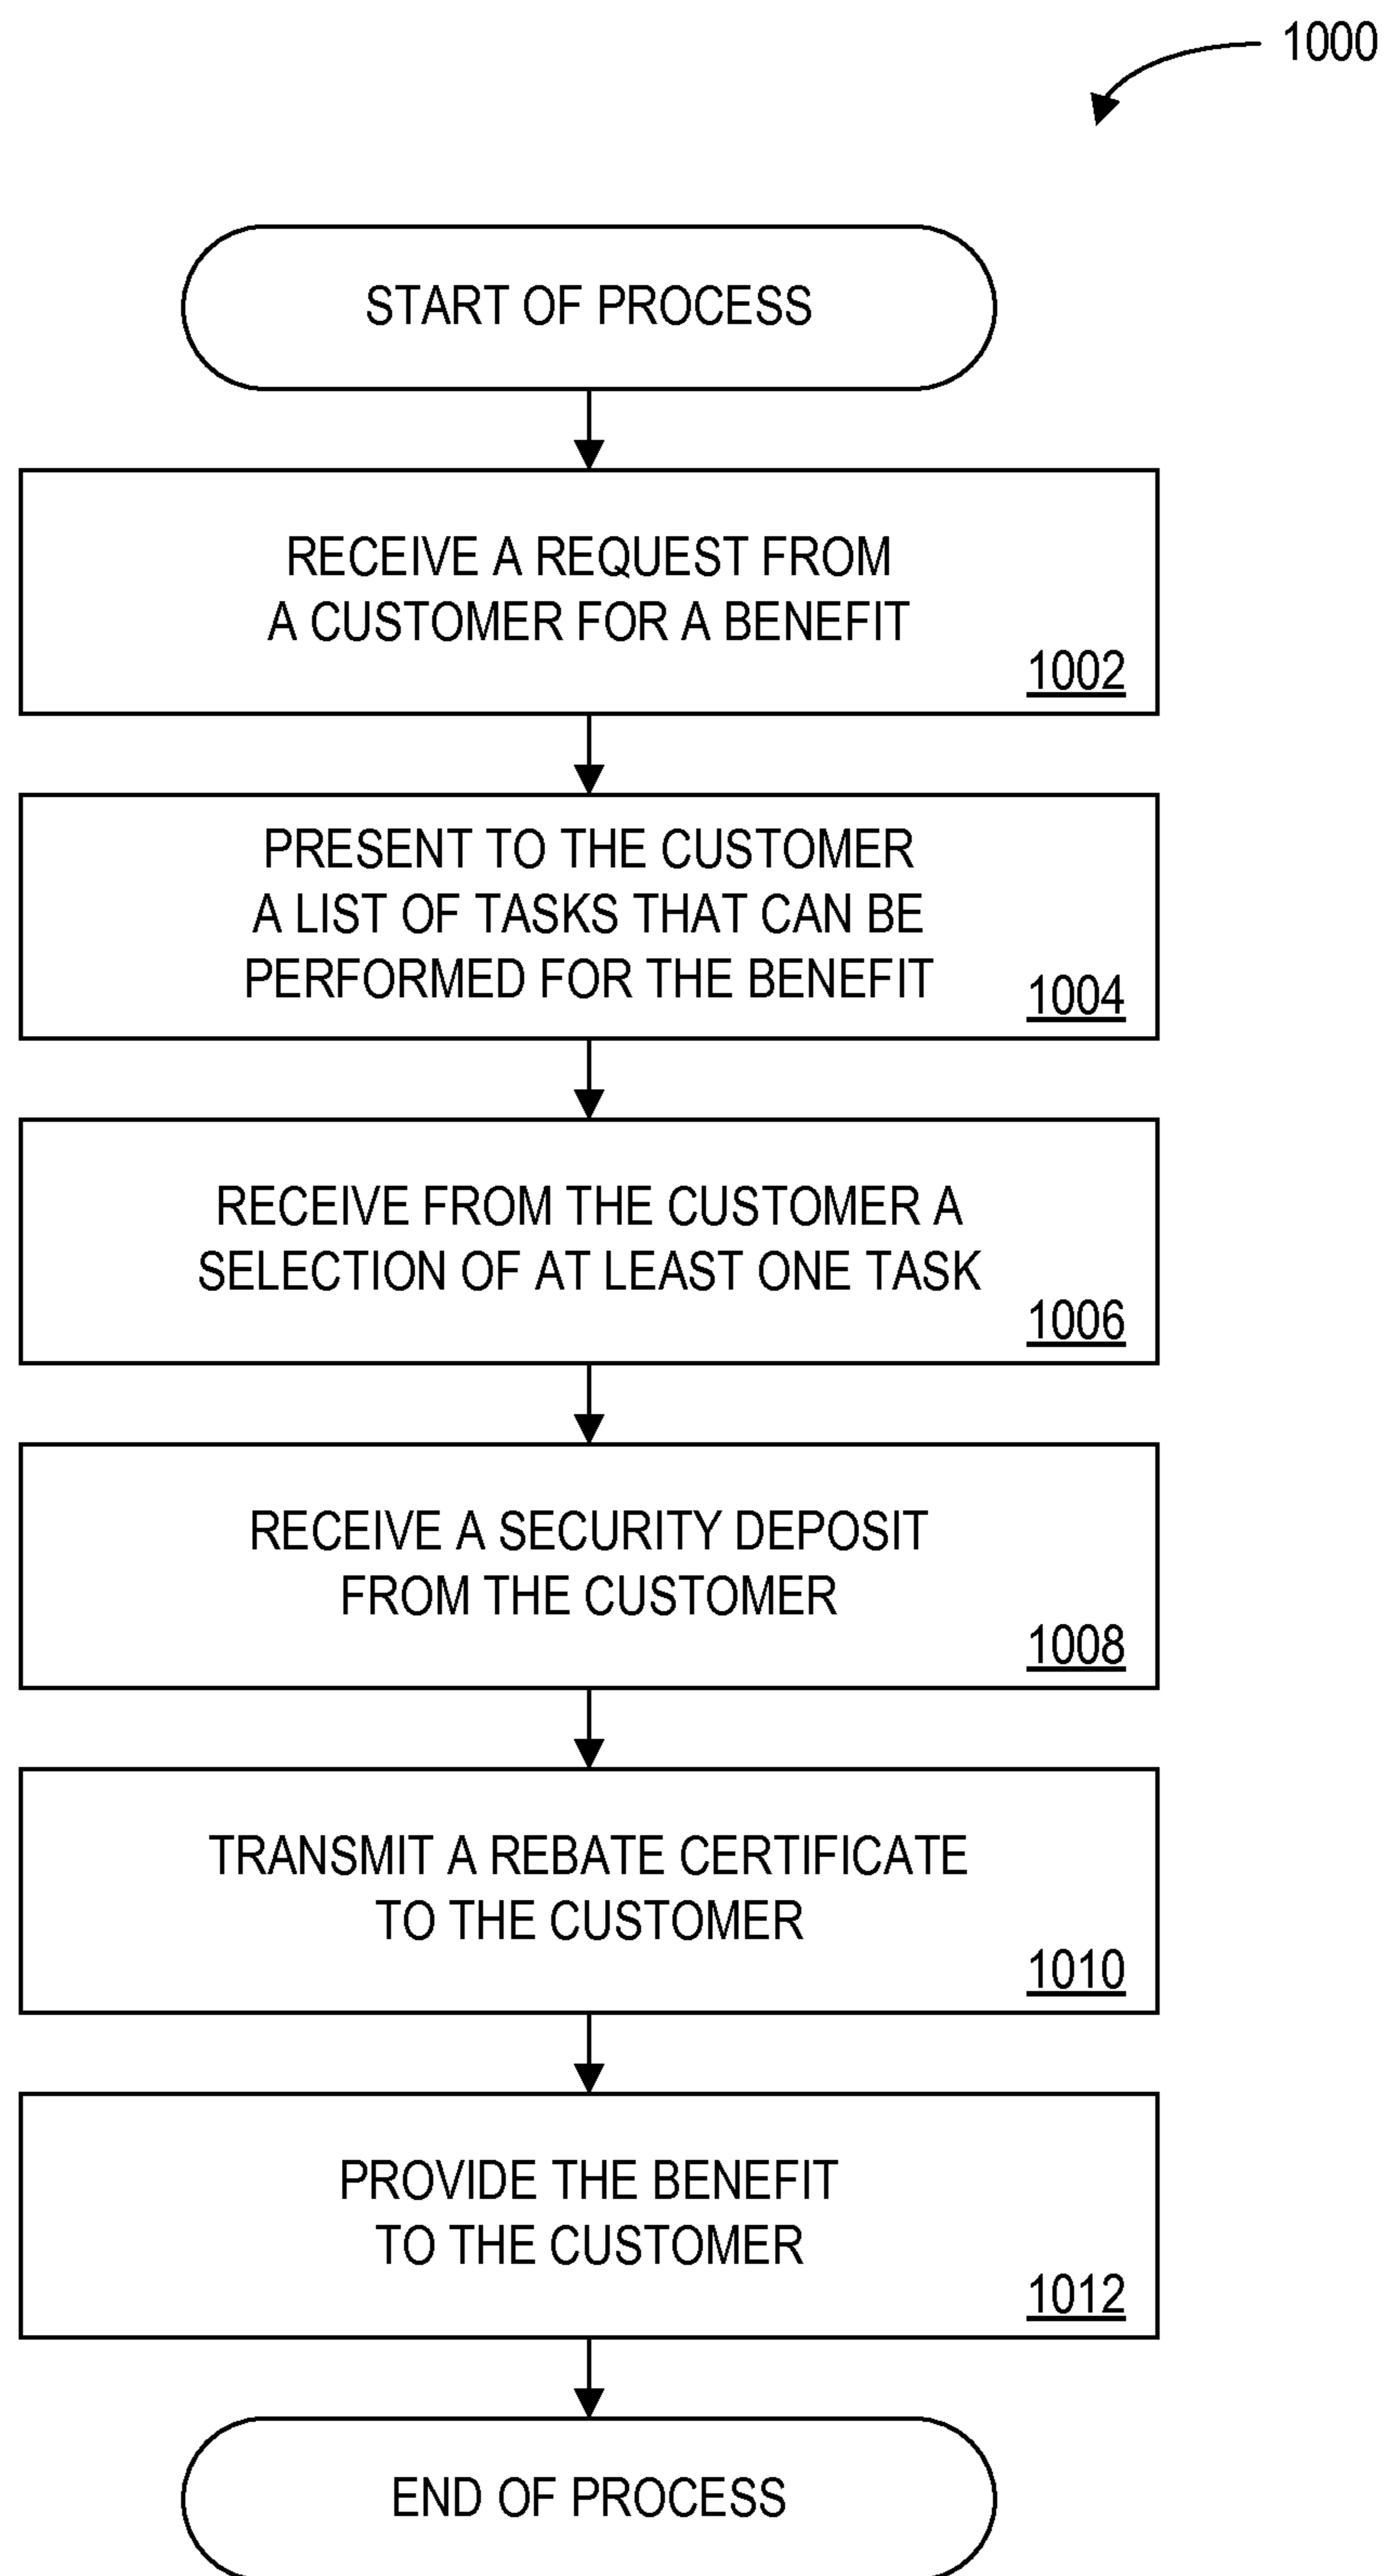 1000
START OF PROCESS
RECEIVE A REQUEST FROM
A CUSTOMER FOR A BENEFIT
1002
PRESENT TO THE CUSTOMER
A LIST OF TASKS THAT CAN BE
PERFORMED FOR THE BENEFIT
1004
RECEIVE FROM THE CUSTOMER A
SELECTION OF AT LEAST ONE TASK
1006
RECEIVE A SECURITY DEPOSIT
FROM THE CUSTOMER
1008
TRANSMIT A REBATE CERTIFICATE
TO THE CUSTOMER
1010
PROVIDE THE BENEFIT
TO THE CUSTOMER
1012
END OF PROCESS